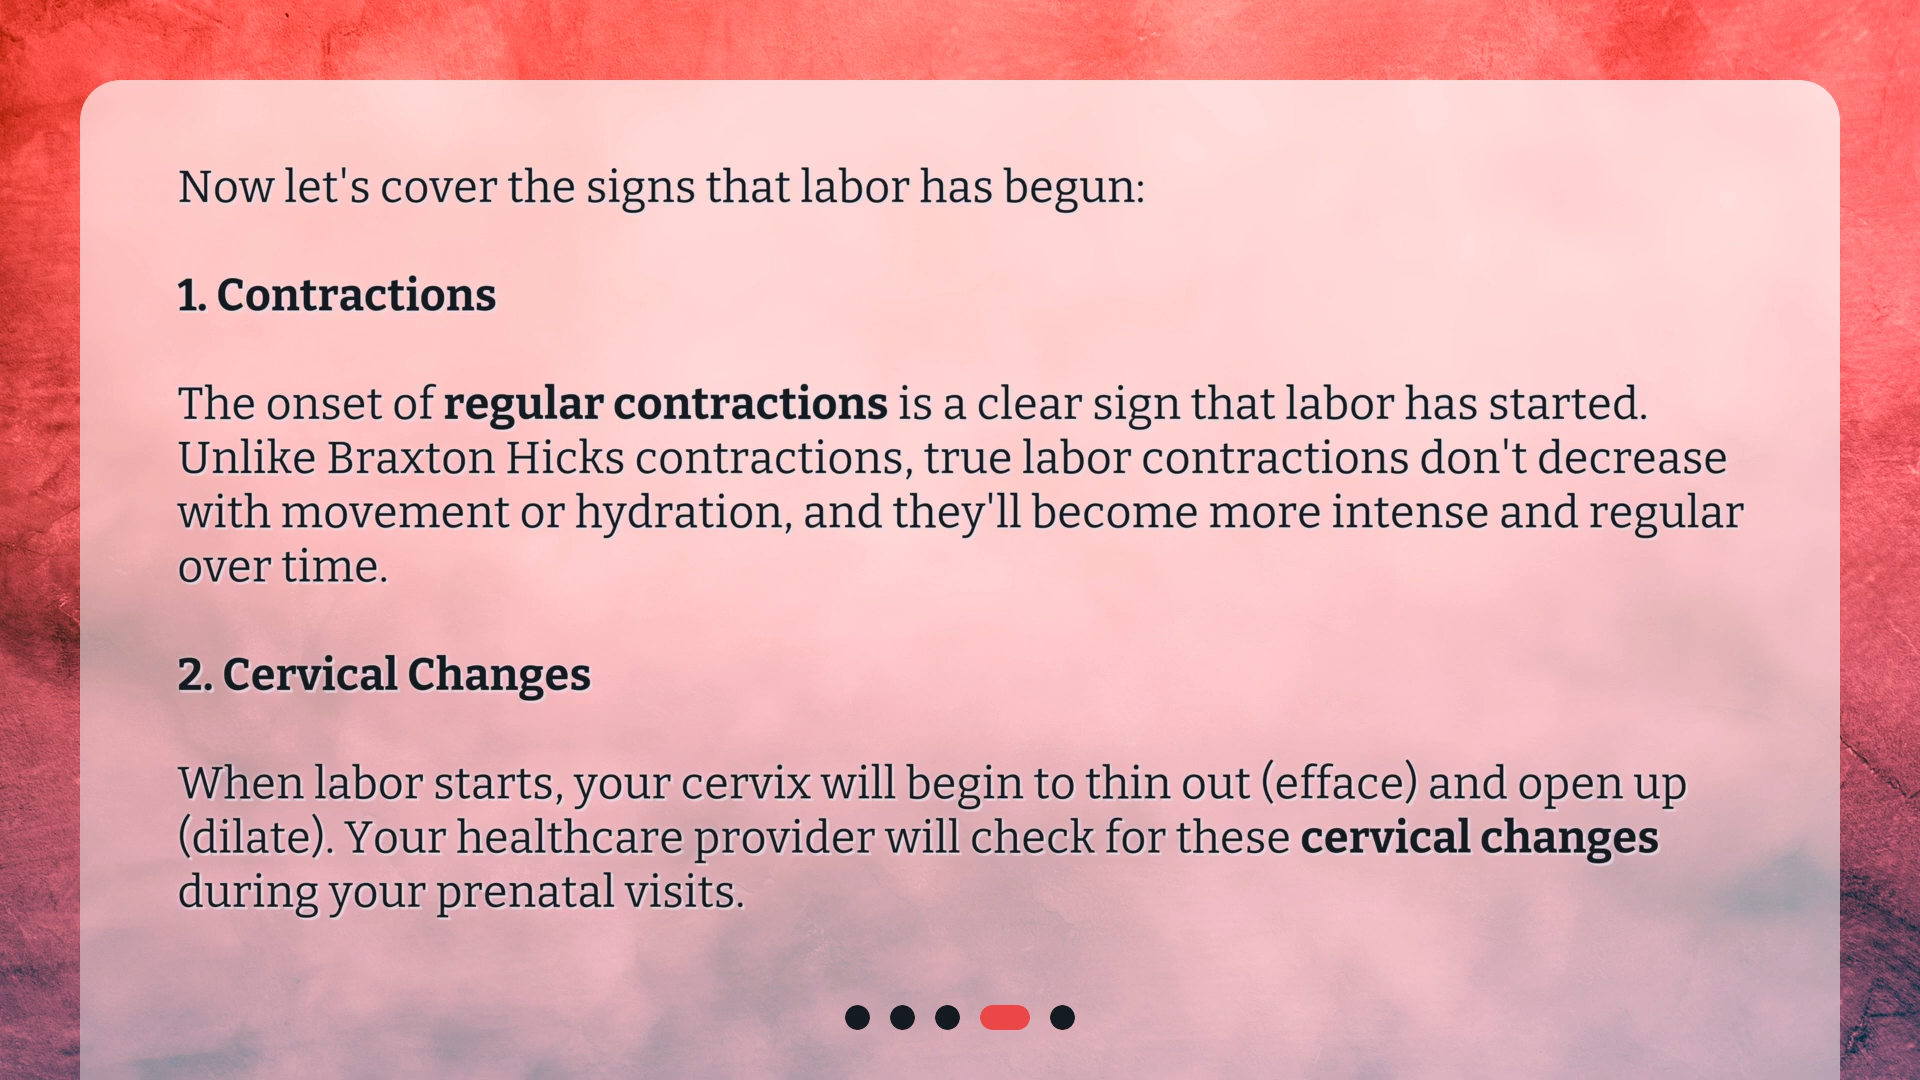 Now let's cover the signs that labor has begun:
1. Contractions
The onset of regular contractions is a clear sign that labor has started.
Unlike Braxton Hicks contractions, true labor contractions don't decrease
with movement or hydration, and they'll become more intense and regular
over time.
2. Cervical Changes
When labor starts, your cervix will begin to thin out (efface) and open up
(dilate). Your healthcare provider will check for these cervical changes
during your prenatal visits.